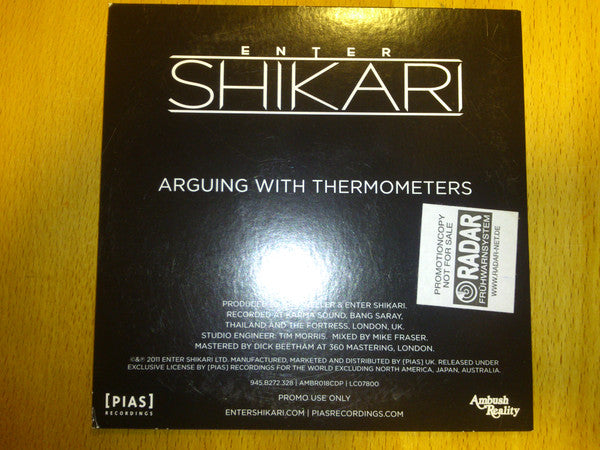 ENTER
SHIKARI
ARGUING WITH THERMOMETERS
PROMOTIONCOPY
NOT FOR SALE
RADAR
FRÜHWARNSYSTEM
WWW.RADAR-NET.DE
PRODUCED & ENTER SHIKARI.
RECORDED AT KARMA SOUND, BANG SARAY,
THAILAND AND THE FORTRESS, LONDON, UK.
STUDIO ENGINEER: TIM MORRIS. MIXED BY MIKE FRASER.
MASTERED BY DICK BEETHAM AT 360 MASTERING, LONDON.
℗&© 2011 ENTER SHIKARI LTD. MANUFACTURED, MARKETED AND DISTRIBUTED BY [PIAS] UK. RELEASED UNDER
EXCLUSIVE LICENSE BY [PIAS] RECORDINGS FOR THE WORLD EXCLUDING NORTH AMERICA, JAPAN, AUSTRALIA.
945.B272.328 | AMBR018CDP | LC07800
PROMO USE ONLY
[PIAS]
RECORDINGS
ENTERSHIKARI.COM | PIASRECORDINGS.COM
Ambush
Reality